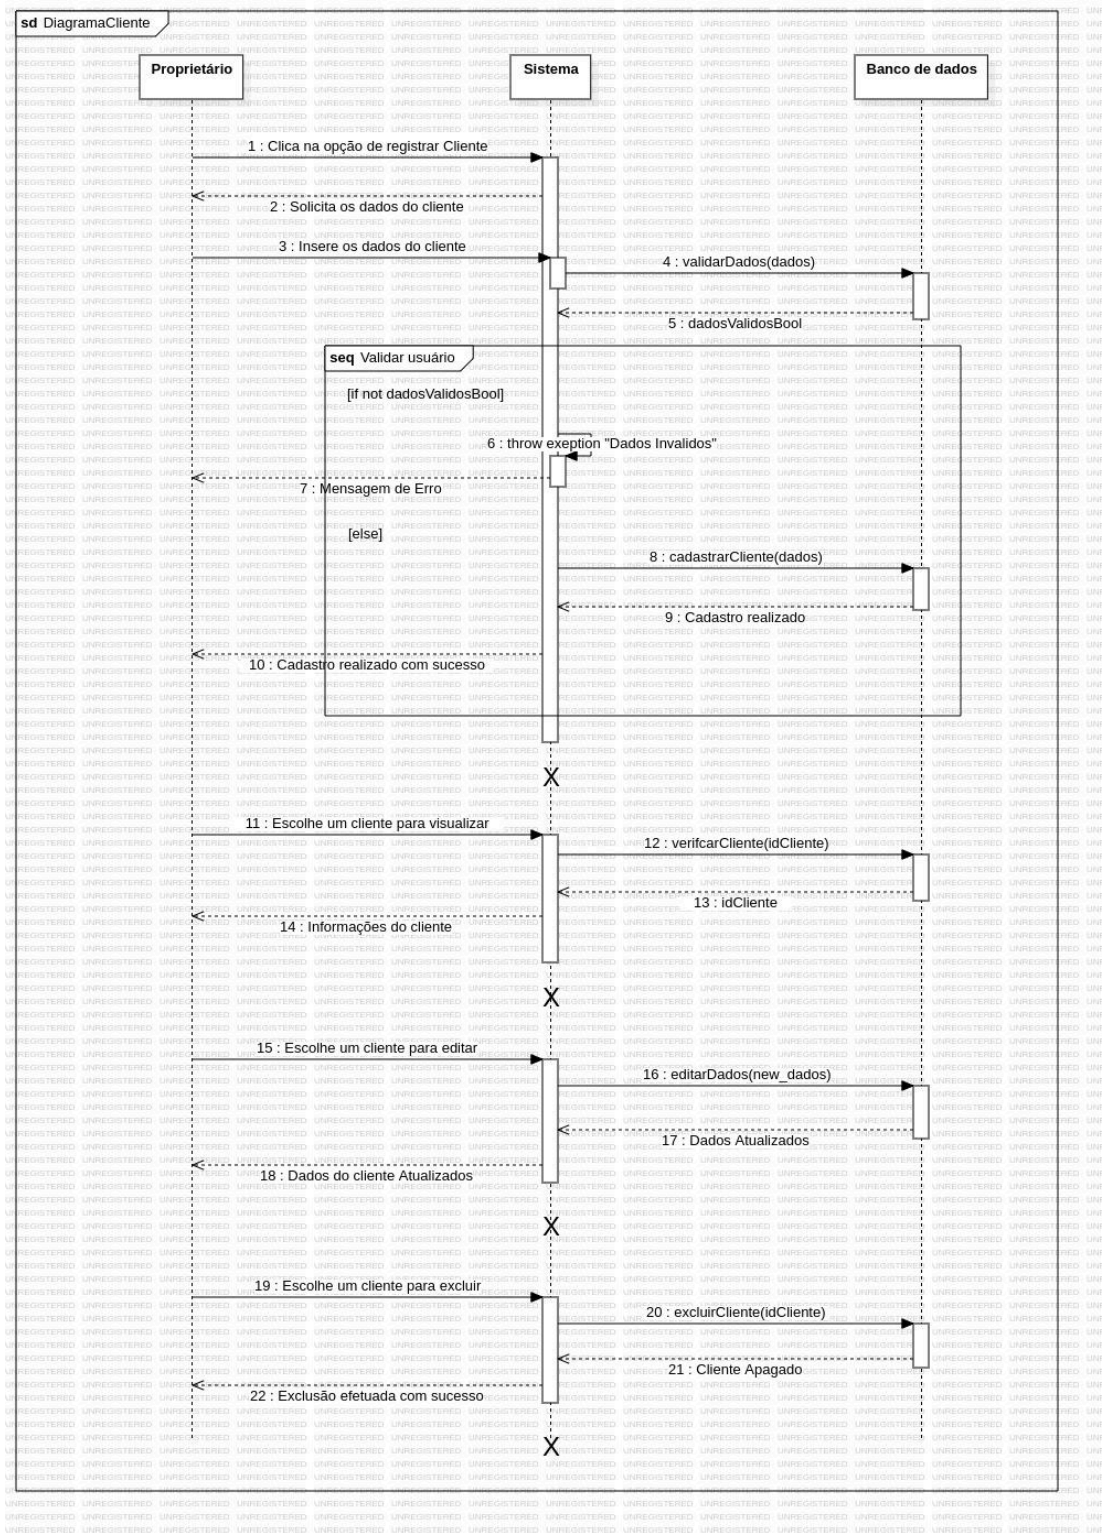 sd DiagramaCliente
Proprietário
Sistema
Banco de dados
1 : Clica na opção de registrar Cliente
2 : Solicita os dados do cliente
3 : Insere os dados do cliente
4 : validarDados(dados)
5 : dadosValidosBool
seq Validar usuário
[if not dadosValidosBool]
6 : throw exeption "Dados Invalidos"
7 : Mensagem de Erro
[else]
8 : cadastrarCliente(dados)
9 : Cadastro realizado
10 : Cadastro realizado com sucesso
X
11 : Escolhe um cliente para visualizar
12 : verifcarCliente(idCliente)
13 : idCliente
14 : Informações do cliente
X
15 : Escolhe um cliente para editar
16 : editarDados(new_dados)
17 : Dados Atualizados
18 : Dados do cliente Atualizados
X
19 : Escolhe um cliente para excluir
20 : excluirCliente(idCliente)
21 : Cliente Apagado
22 : Exclusão efetuada com sucesso
X
UNREGISTERED